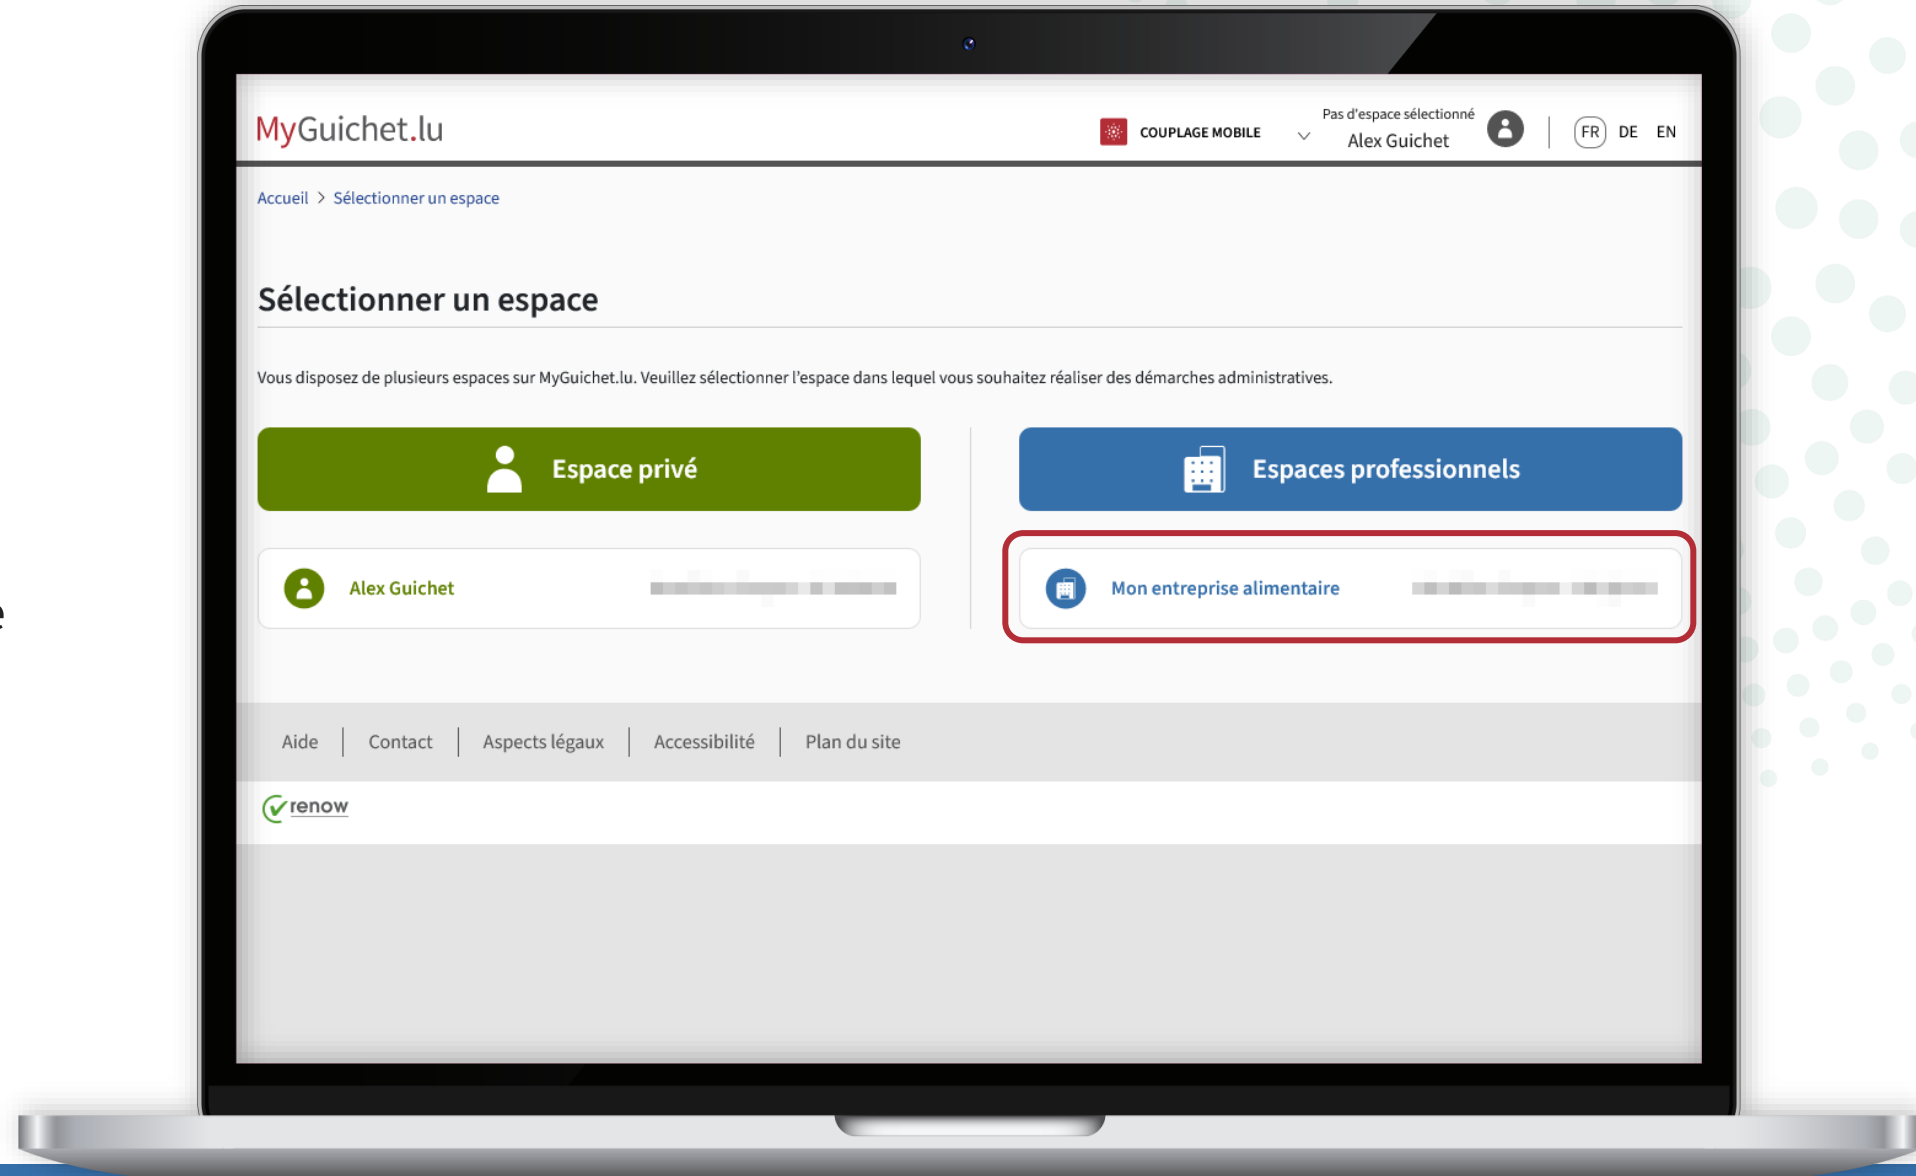 MyGuichet.lu
COUPLAGE MOBILE
Pas d'espace sélectionné
Alex Guichet
FR DE EN
Accueil > Sélectionner un espace
Sélectionner un espace
Vous disposez de plusieurs espaces sur MyGuichet.lu. Veuillez sélectionner l'espace dans lequel vous souhaitez réaliser des démarches administratives.
Espace privé
Espaces professionnels
Alex Guichet
Mon entreprise alimentaire
Aide | Contact | Aspects légaux | Accessibilité | Plan du site
renow